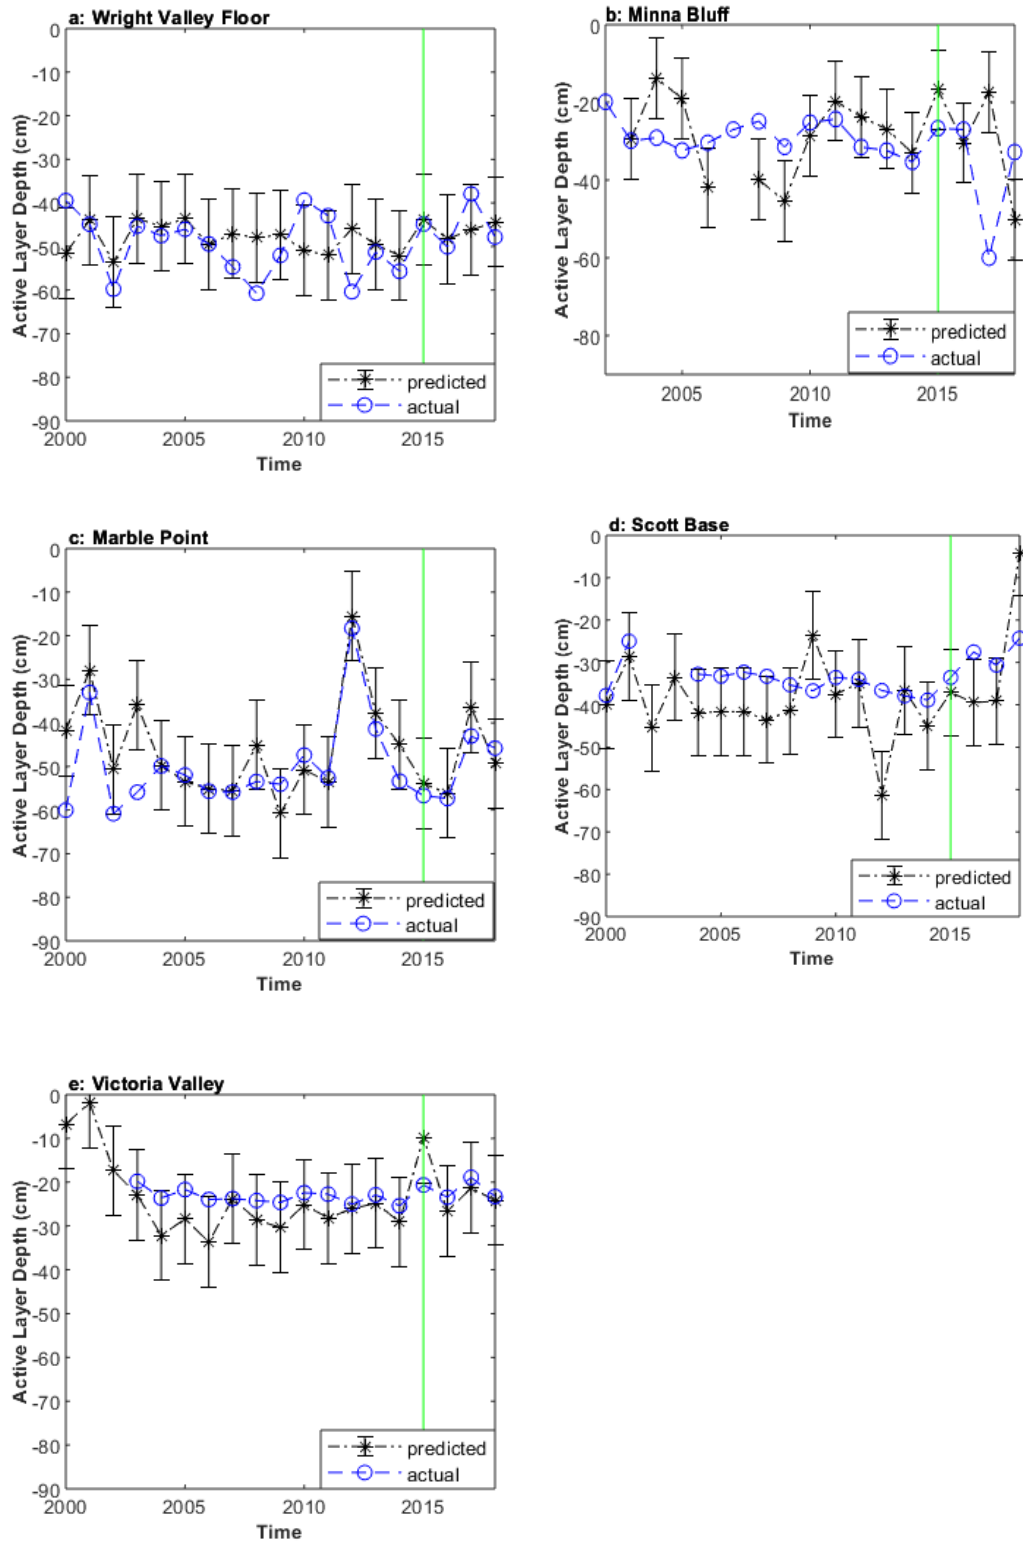 a: Wright Valley Floor
0
-10
-20
-30
-40
-50
-60
-70
-80
-90
Active Layer Depth (cm)
2000
2005
2010
2015
Time
predicted
actual
b: Minna Bluff
0
-20
-40
-60
-80
Active Layer Depth (cm)
2005
2010
2015
Time
predicted
actual
c: Marble Point
0
-10
-20
-30
-40
-50
-60
-70
-80
-90
Active Layer Depth (cm)
2000
2005
2010
2015
Time
predicted
actual
d: Scott Base
0
-10
-20
-30
-40
-50
-60
-70
-80
-90
Active Layer Depth (cm)
2000
2005
2010
2015
Time
predicted
actual
e: Victoria Valley
0
-10
-20
-30
-40
-50
-60
-70
-80
-90
Active Layer Depth (cm)
2000
2005
2010
2015
Time
predicted
actual